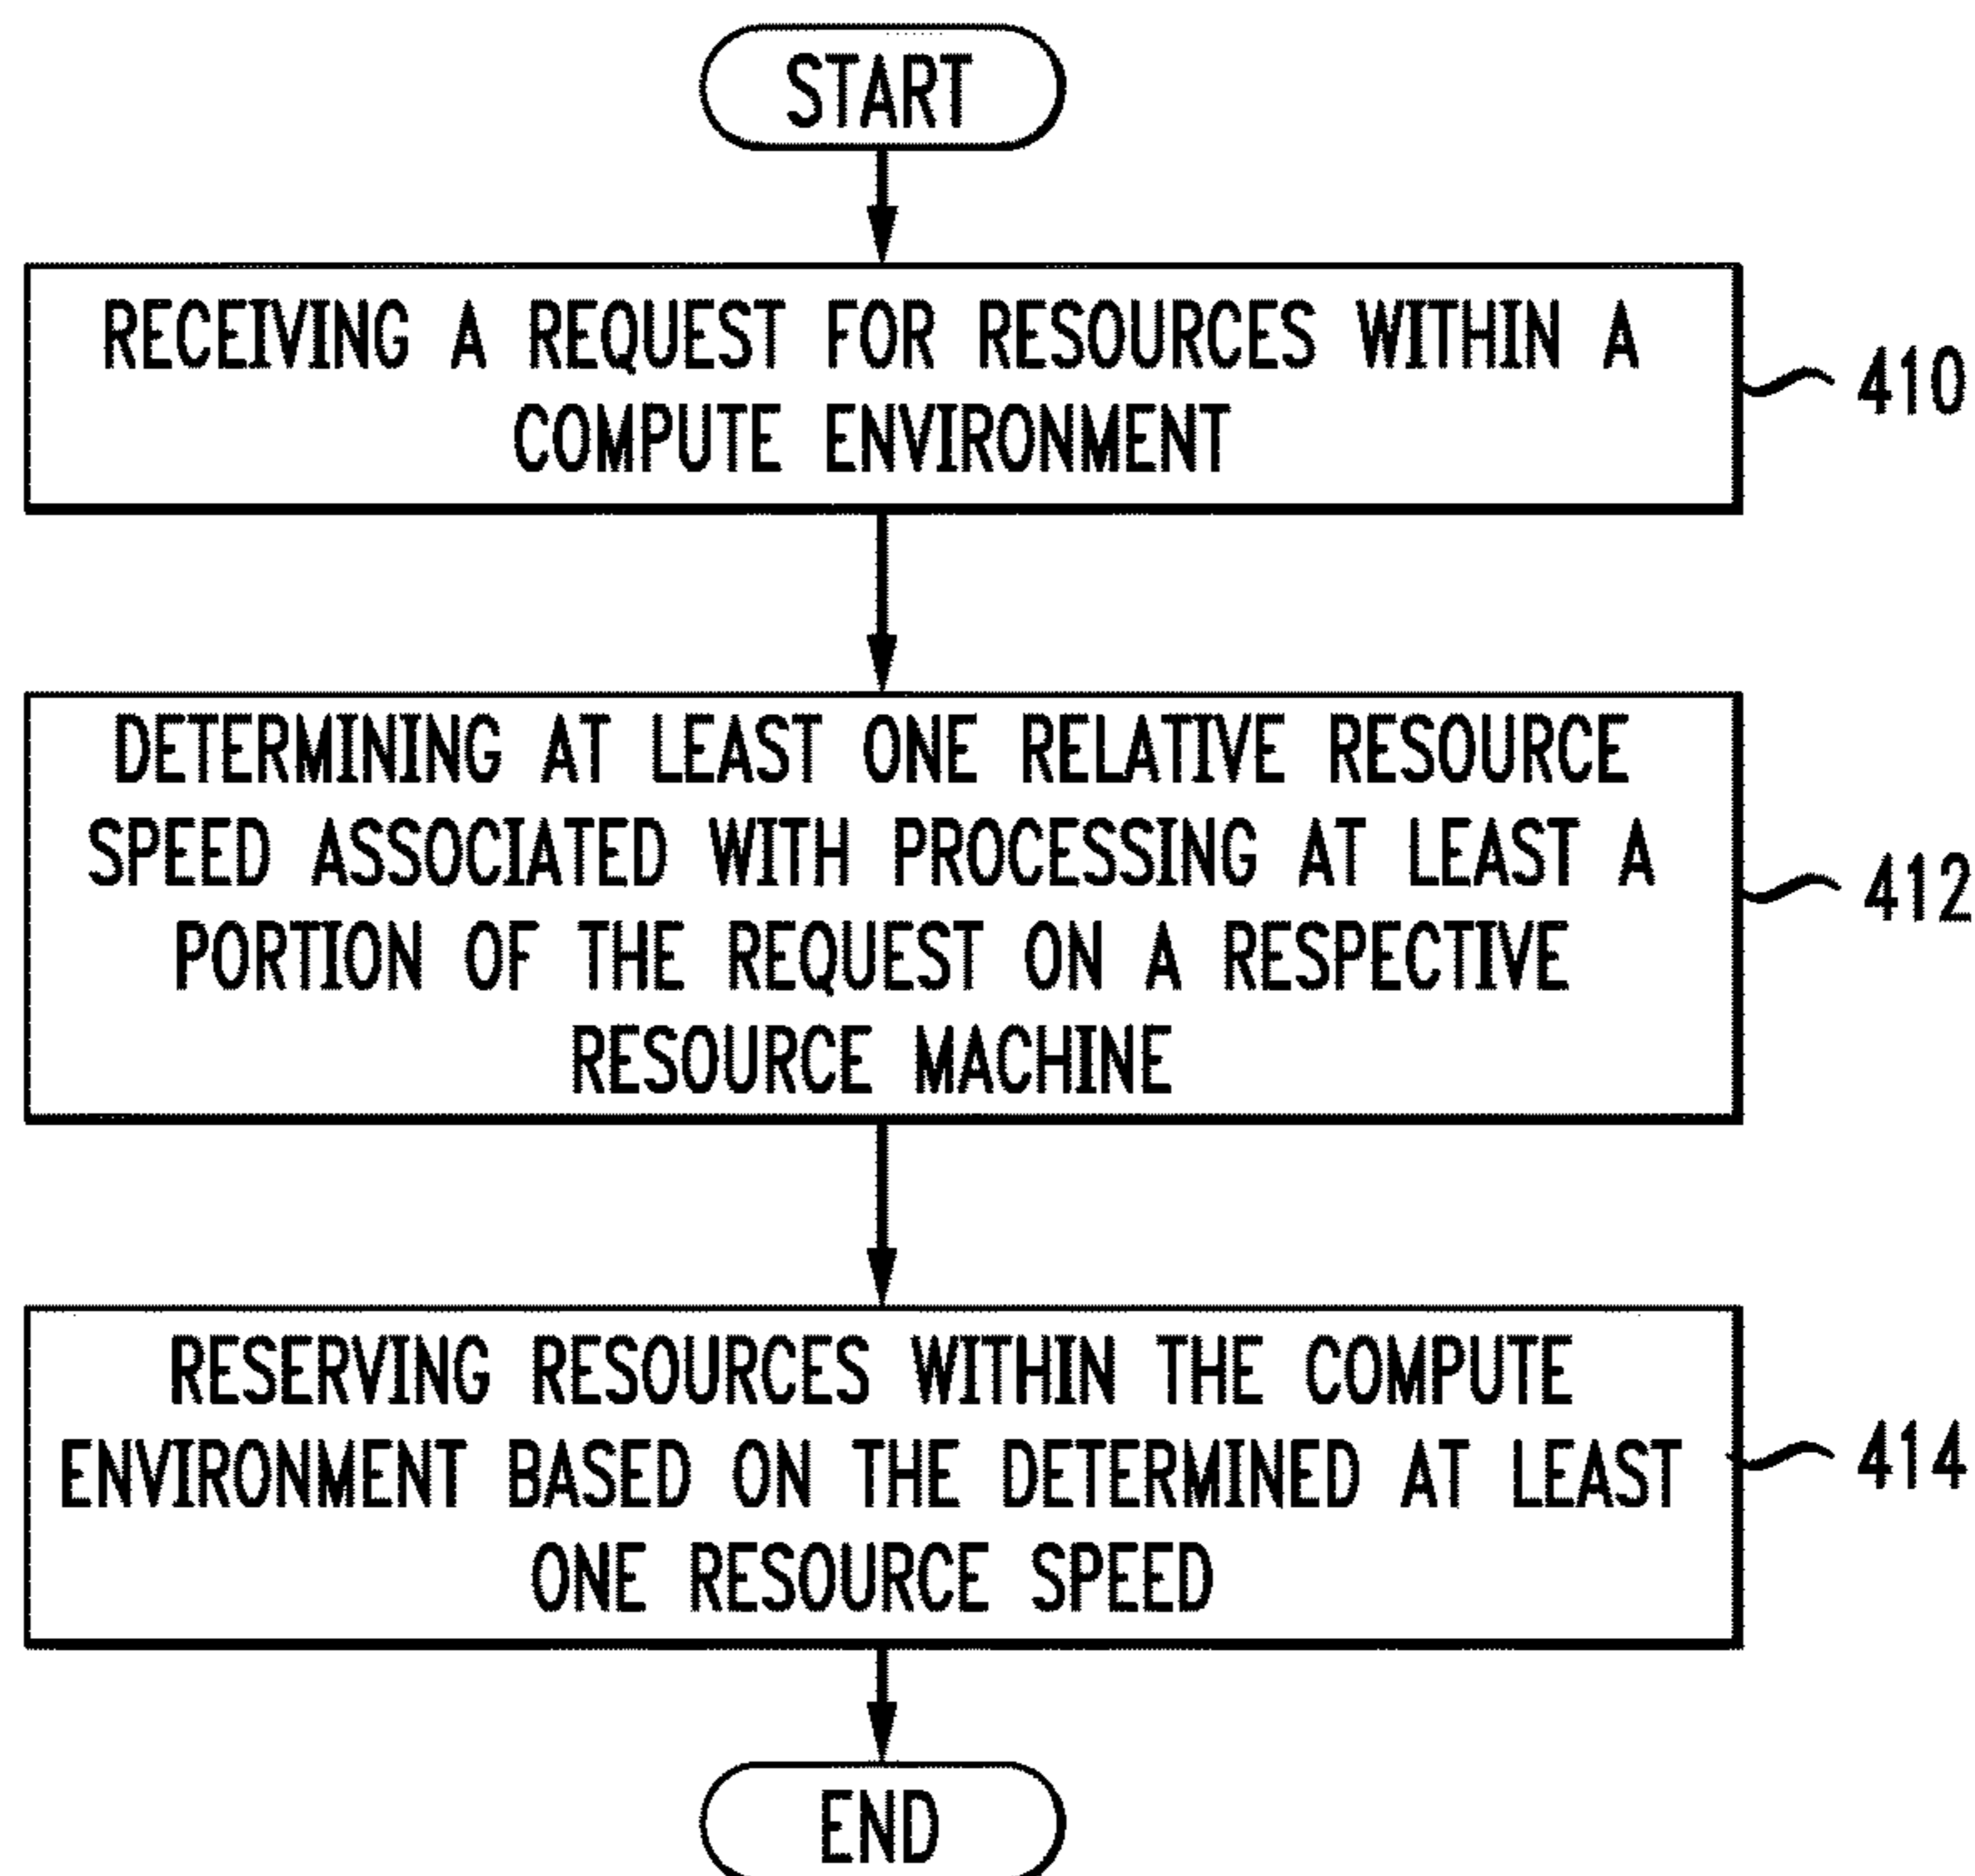 START
RECEIVING A REQUEST FOR RESOURCES WITHIN A
COMPUTE ENVIRONMENT
410
DETERMINING AT LEAST ONE RELATIVE RESOURCE
SPEED ASSOCIATED WITH PROCESSING AT LEAST A
PORTION OF THE REQUEST ON A RESPECTIVE
RESOURCE MACHINE
412
RESERVING RESOURCES WITHIN THE COMPUTE
ENVIRONMENT BASED ON THE DETERMINED AT LEAST
ONE RESOURCE SPEED
414
END